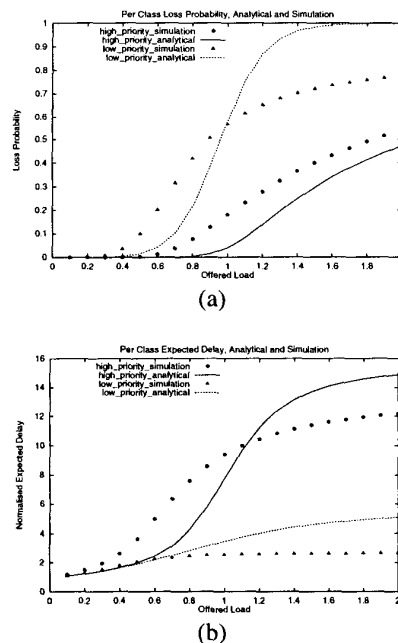 Per Class Loss Probability, Analytical and Simulation
high_priority_simulation
high_priority_analytical
low_priority_simulation
low_priority_analytical
Loss Probability
1
0.9
0.8
0.7
0.6
0.5
0.4
0.3
0.2
0.1
0
0 0.2 0.4 0.6 0.8 1 1.2 1.4 1.6 1.8 2
Offered Load
(a)
Per Class Expected Delay, Analytical and Simulation
high_priority_simulation
high_priority_analytical
low_priority_simulation
low_priority_analytical
Normalised Expected Delay
16
14
12
10
8
6
4
2
0
0 0.2 0.4 0.6 0.8 1 1.2 1.4 1.6 1.8 2
Offered Load
(b)